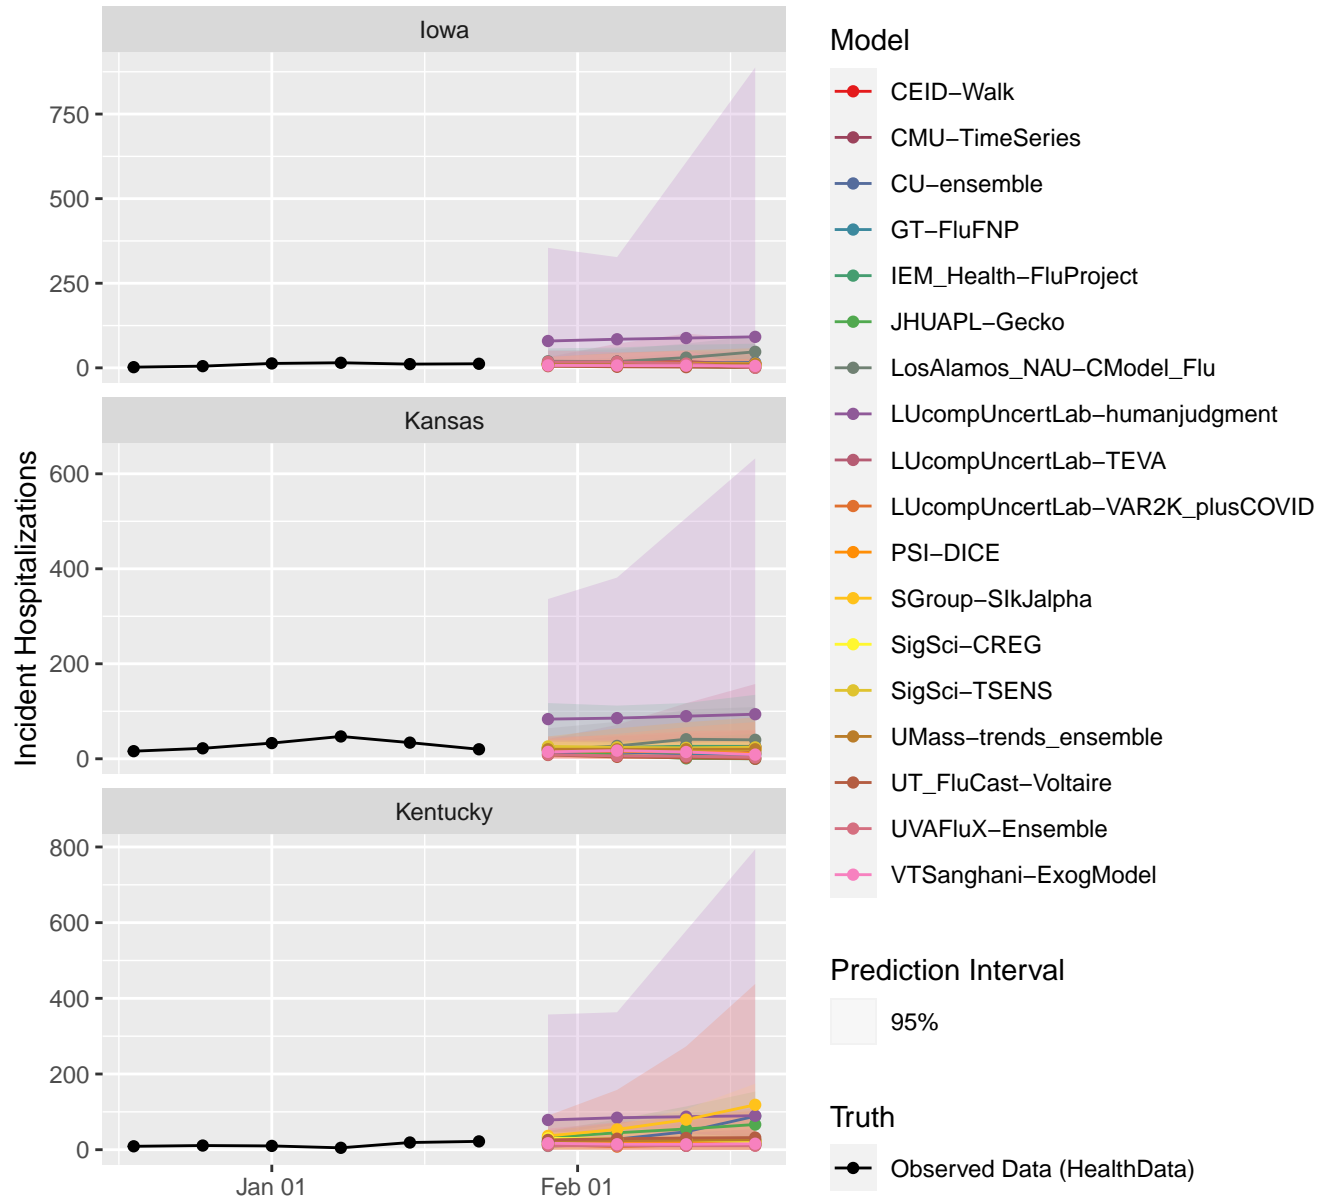 Iowa
750
500
250
0
Kansas
600
400
200
0
Kentucky
800
600
400
200
0
Jan 01
Feb 01
Incident Hospitalizations
Model
CEID−Walk
CMU−TimeSeries
CU−ensemble
GT−FluFNP
IEM_Health−FluProject
JHUAPL−Gecko
LosAlamos_NAU−CModel_Flu
LUcompUncertLab−humanjudgment
LUcompUncertLab−TEVA
LUcompUncertLab−VAR2K_plusCOVID
PSI−DICE
SGroup−SIkJalpha
SigSci−CREG
SigSci−TSENS
UMass−trends_ensemble
UT_FluCast−Voltaire
UVAFluX−Ensemble
VTSanghani−ExogModel
Prediction Interval
95%
Truth
Observed Data (HealthData)